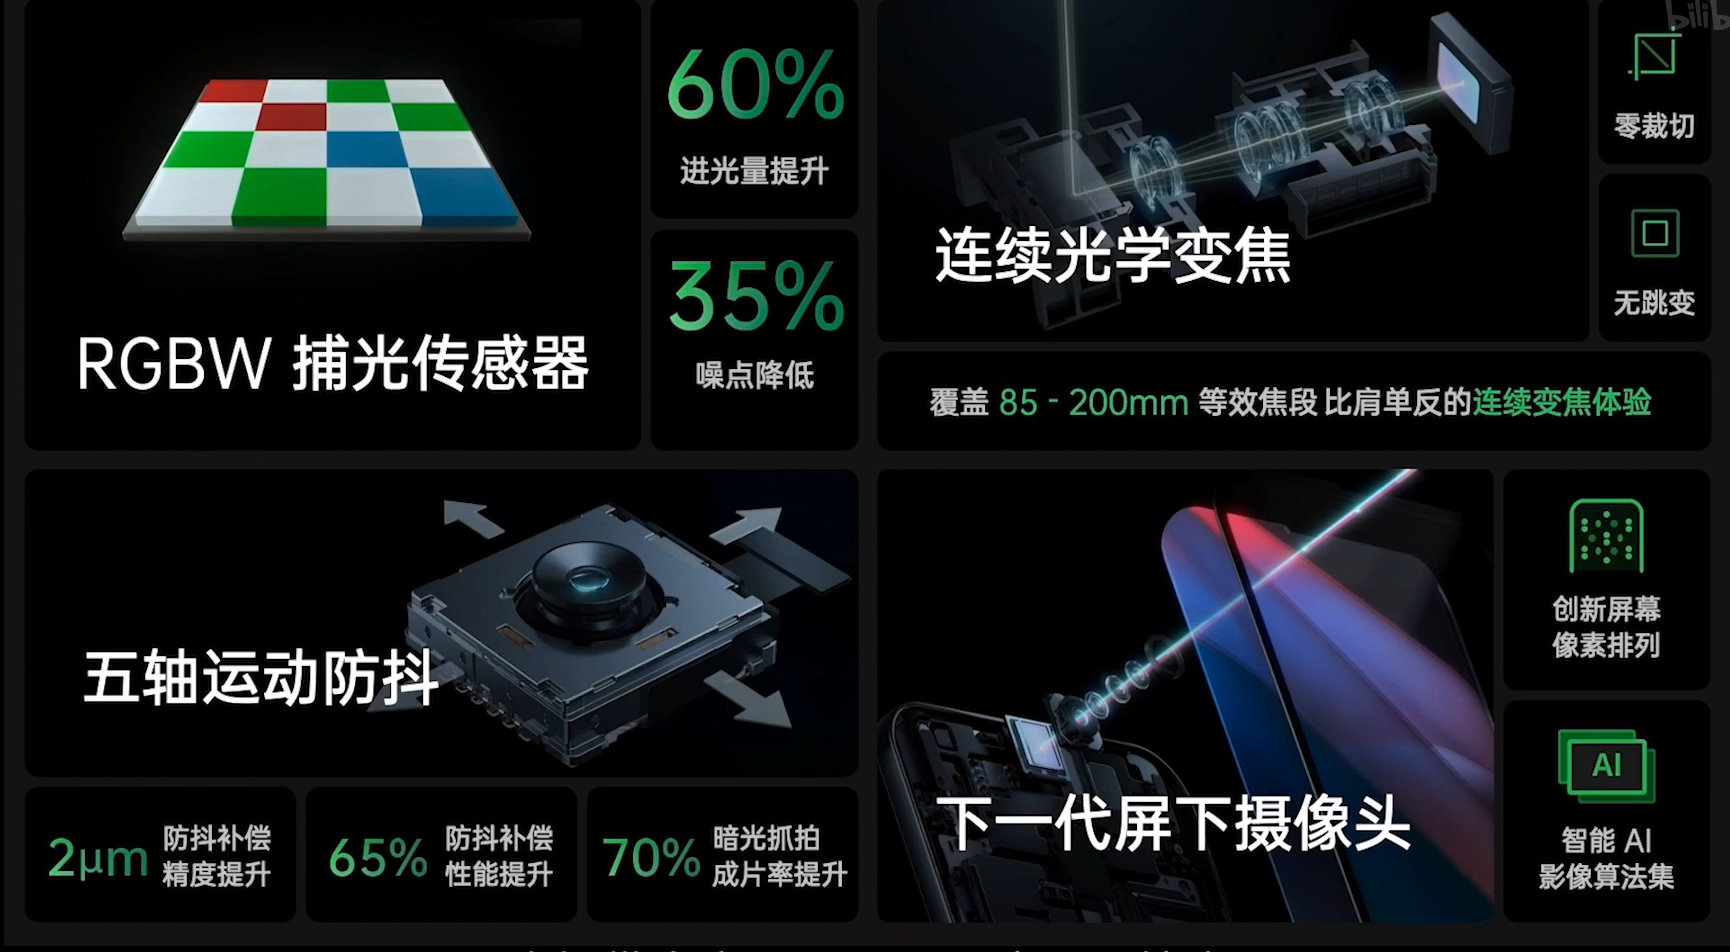 RGBW 捕光传感器
60%
进光量提升
35%
噪点降低
连续光学变焦
零裁切
无跳变
覆盖 85 - 200mm 等效焦段 比肩单反的连续变焦体验
五轴运动防抖
2μm 防抖补偿
精度提升
65% 防抖补偿
性能提升
70% 暗光抓拍
成片率提升
下一代屏下摄像头
创新屏幕
像素排列
AI
智能 AI
影像算法集